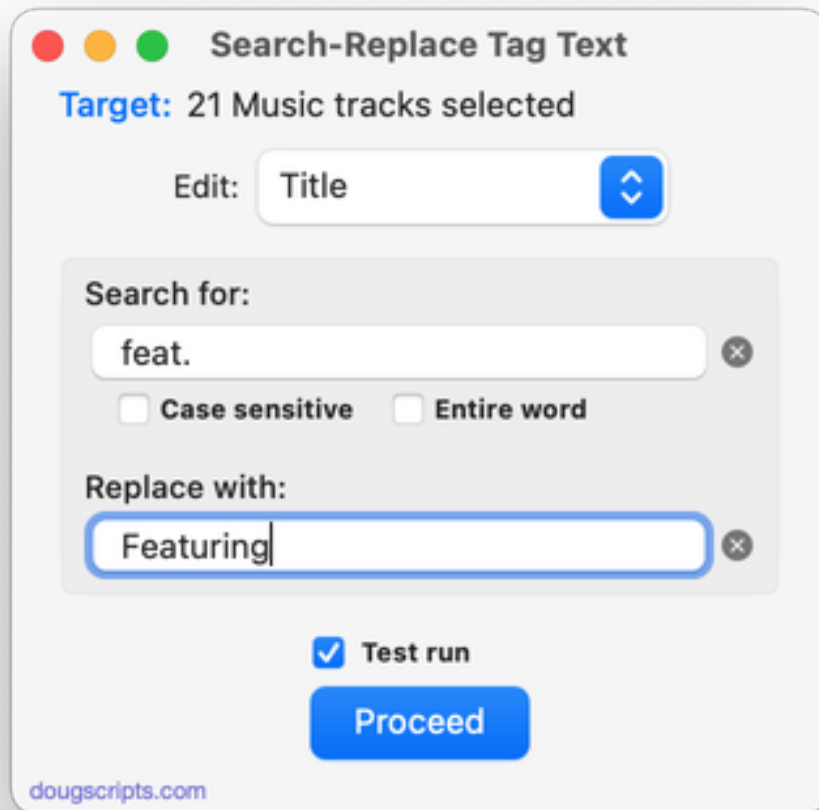 Search-Replace Tag Text
Target: 21 Music tracks selected
Edit: Title
Search for:
feat.
Case sensitive Entire word
Replace with:
Featuring
Test run
Proceed
dougscripts.com